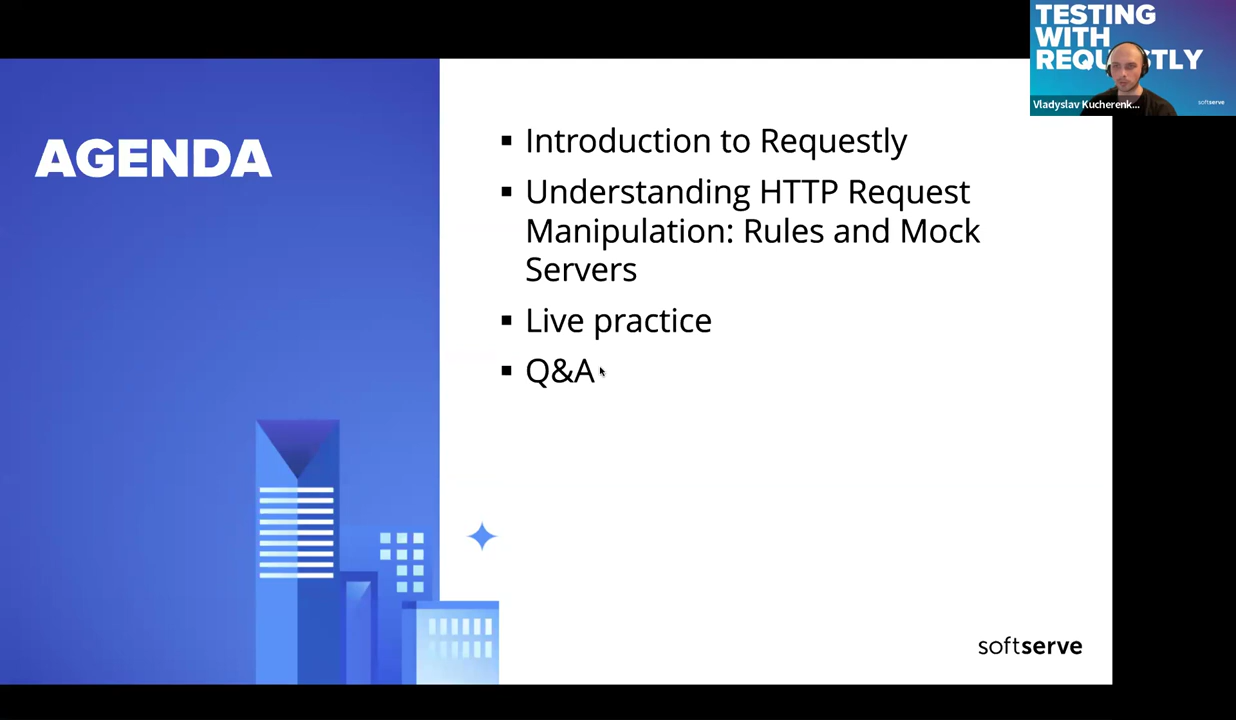 TESTING
WITH
Vladyslav Kucherenk...
softserve
AGENDA
▪ Introduction to Requestly
▪ Understanding HTTP Request
Manipulation: Rules and Mock
Servers
▪ Live practice
▪ Q&A
softserve